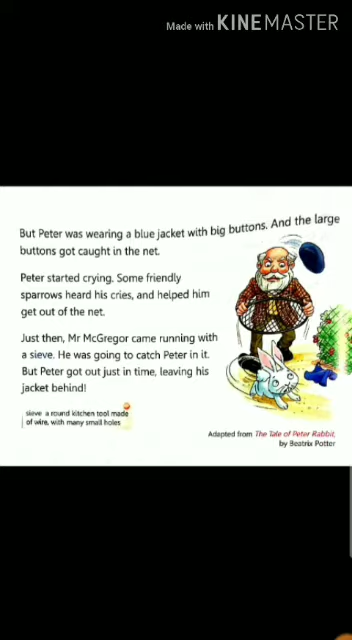 Made with KINEMASTER
But Peter was wearing a blue jacket with big buttons. And the large
buttons got caught in the net.
Peter started crying. Some friendly
sparrows heard his cries, and helped him
get out of the net.
Just then, Mr McGregor came running with
a sieve. He was going to catch Peter in it.
But Peter got out just in time, leaving his
jacket behind!
sieve a round kitchen tool made
of wire, with many small holes
Adapted from The Tale of Peter Rabbit,
by Beatrix Potter